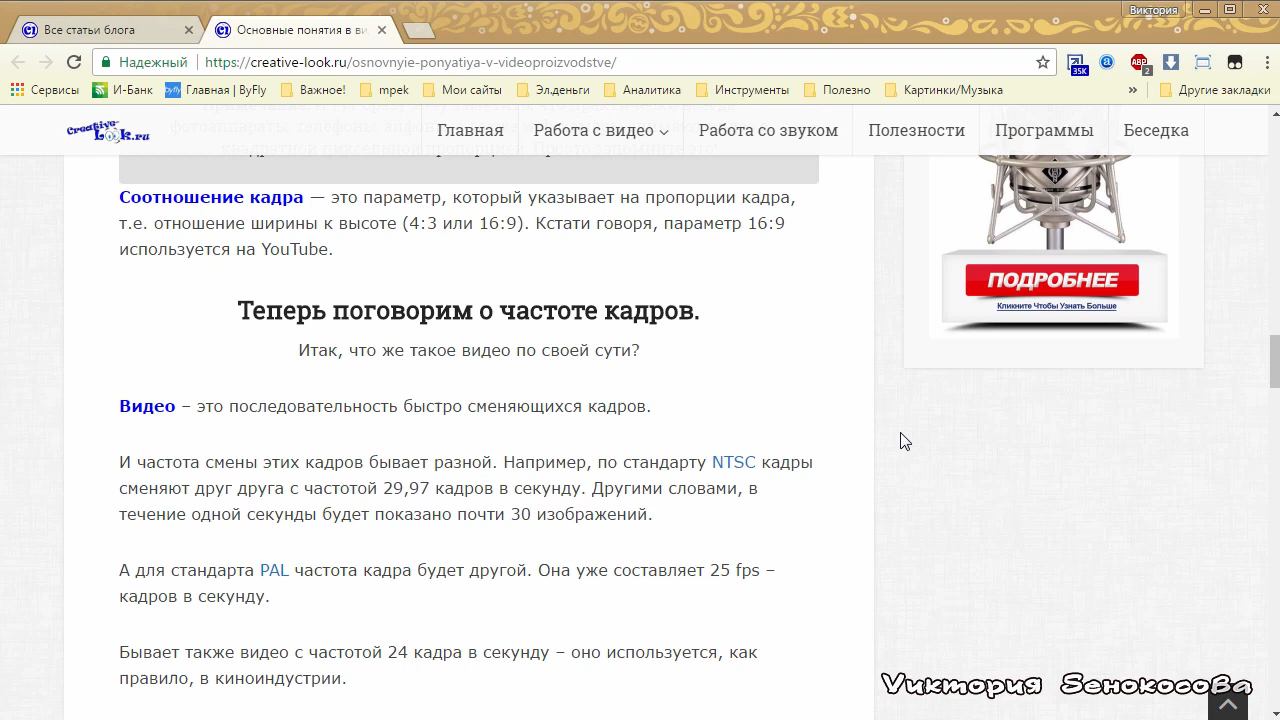 Виктория
Все статьи блога
Основные понятия в ви
Надежный
https://creative-look.ru/osnovnyie-ponyatiya-v-videoproizvodstve/
35K
ABP
2
Сервисы
И-Банк
Главная | ByFly
Важное!
mpek
Мои сайты
Эл.деньги
Аналитика
Инструменты
Полезно
Картинки/Музыка
»
Другие закладки
Creative-
Look.ru
Главная
Работа с видео
Работа со звуком
Полезности
Программы
Беседка
Соотношение кадра — это параметр, который указывает на пропорции кадра,
т.е. отношение ширины к высоте (4:3 или 16:9). Кстати говоря, параметр 16:9
используется на YouTube.
ПОДРОБНЕЕ
Кликните Чтобы Узнать Больше
Теперь поговорим о частоте кадров.
Итак, что же такое видео по своей сути?
Видео – это последовательность быстро сменяющихся кадров.
И частота смены этих кадров бывает разной. Например, по стандарту NTSC кадры
сменяют друг друга с частотой 29,97 кадров в секунду. Другими словами, в
течение одной секунды будет показано почти 30 изображений.
А для стандарта PAL частота кадра будет другой. Она уже составляет 25 fps –
кадров в секунду.
Бывает также видео с частотой 24 кадра в секунду – оно используется, как
правило, в киноиндустрии.
Виктория Зенокосова